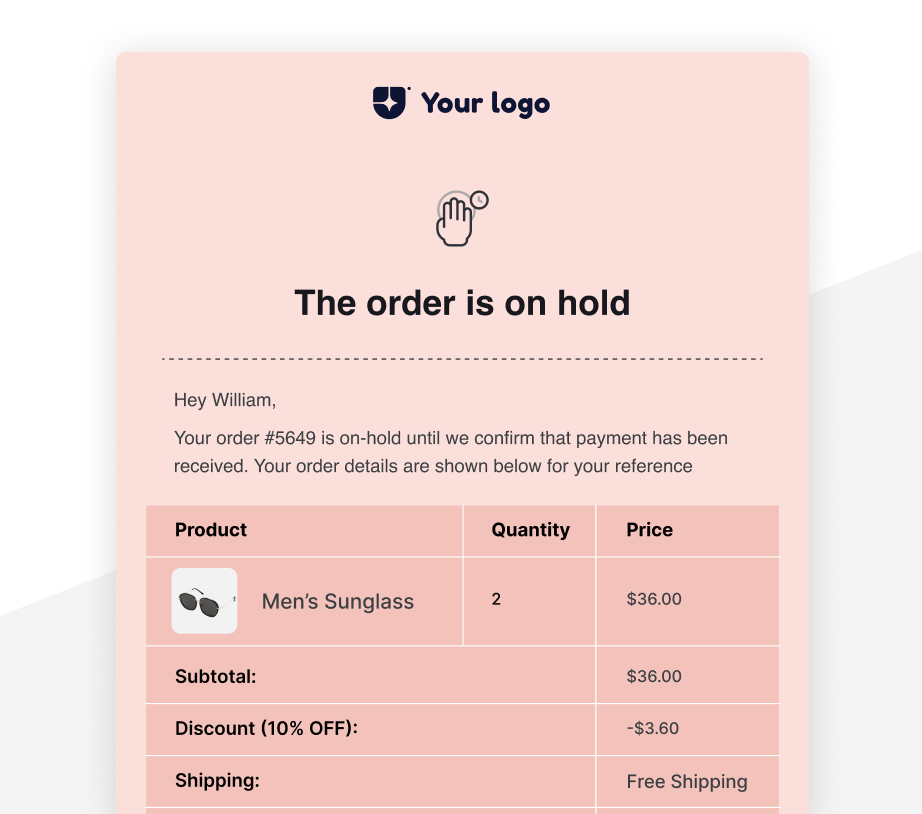 Your logo
The order is on hold
Hey William,
Your order #5649 is on-hold until we confirm that payment has been
received. Your order details are shown below for your reference
Product Quantity Price
Men’s Sunglass 2 $36.00
Subtotal: $36.00
Discount (10% OFF): -$3.60
Shipping: Free Shipping